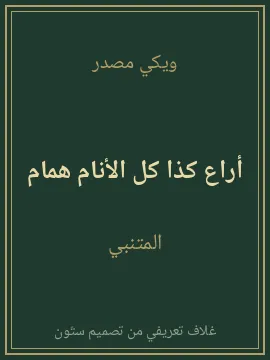 ويكي مصدر
أراع كذا كل الأنام همام
المتنبي
غلاف تعريفي من تصميم سثون